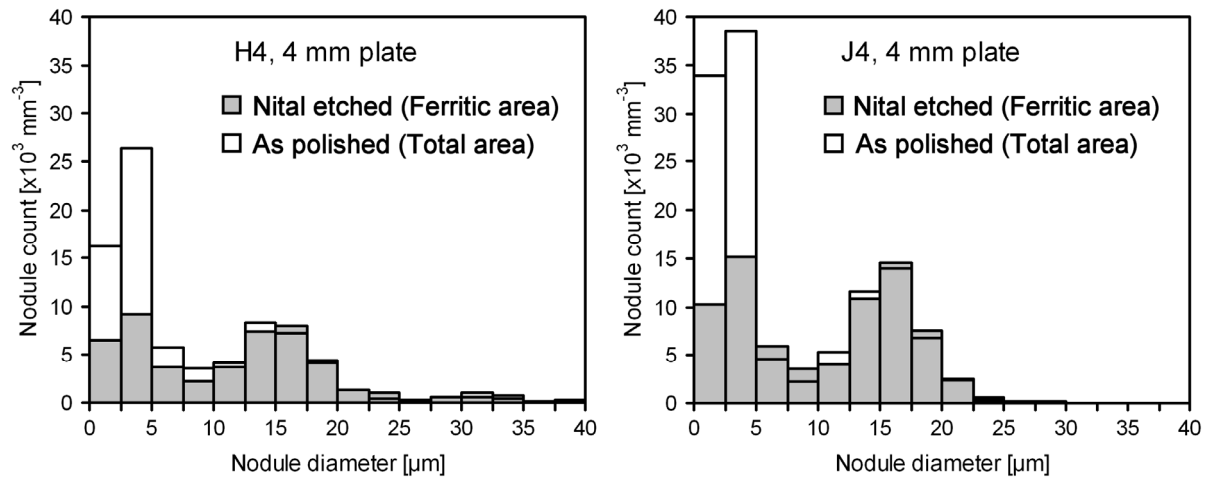 H4, 4 mm plate
Nital etched (Ferritic area)
As polished (Total area)
Nodule count [x10³ mm⁻³]
40
35
30
25
20
15
10
5
0
0 5 10 15 20 25 30 35 40
Nodule diameter [µm]
J4, 4 mm plate
Nital etched (Ferritic area)
As polished (Total area)
Nodule count [x10³ mm⁻³]
40
35
30
25
20
15
10
5
0
0 5 10 15 20 25 30 35 40
Nodule diameter [µm]